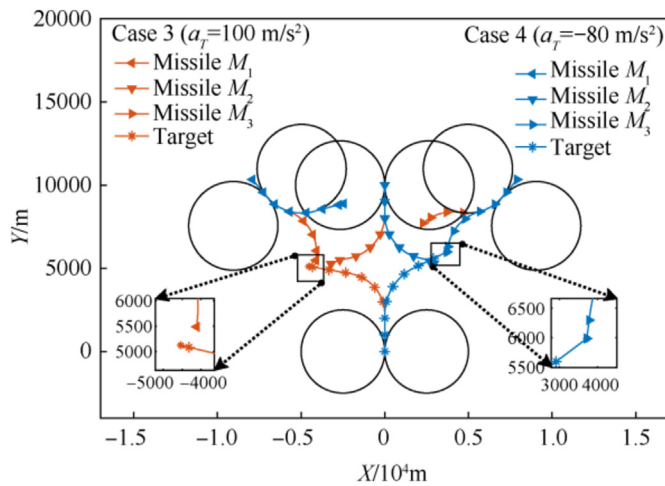 Case 3 (a_T=100 m/s²)
Missile M₁
Missile M₂
Missile M₃
Target
Case 4 (a_T=−80 m/s²)
Missile M₁
Missile M₂
Missile M₃
Target
20000
15000
10000
5000
0
Y/m
6000
5500
5000
−5000 −4000
6500
6000
5500
3000 4000
−1.5 −1.0 −0.5 0 0.5 1.0 1.5
X/10⁴m